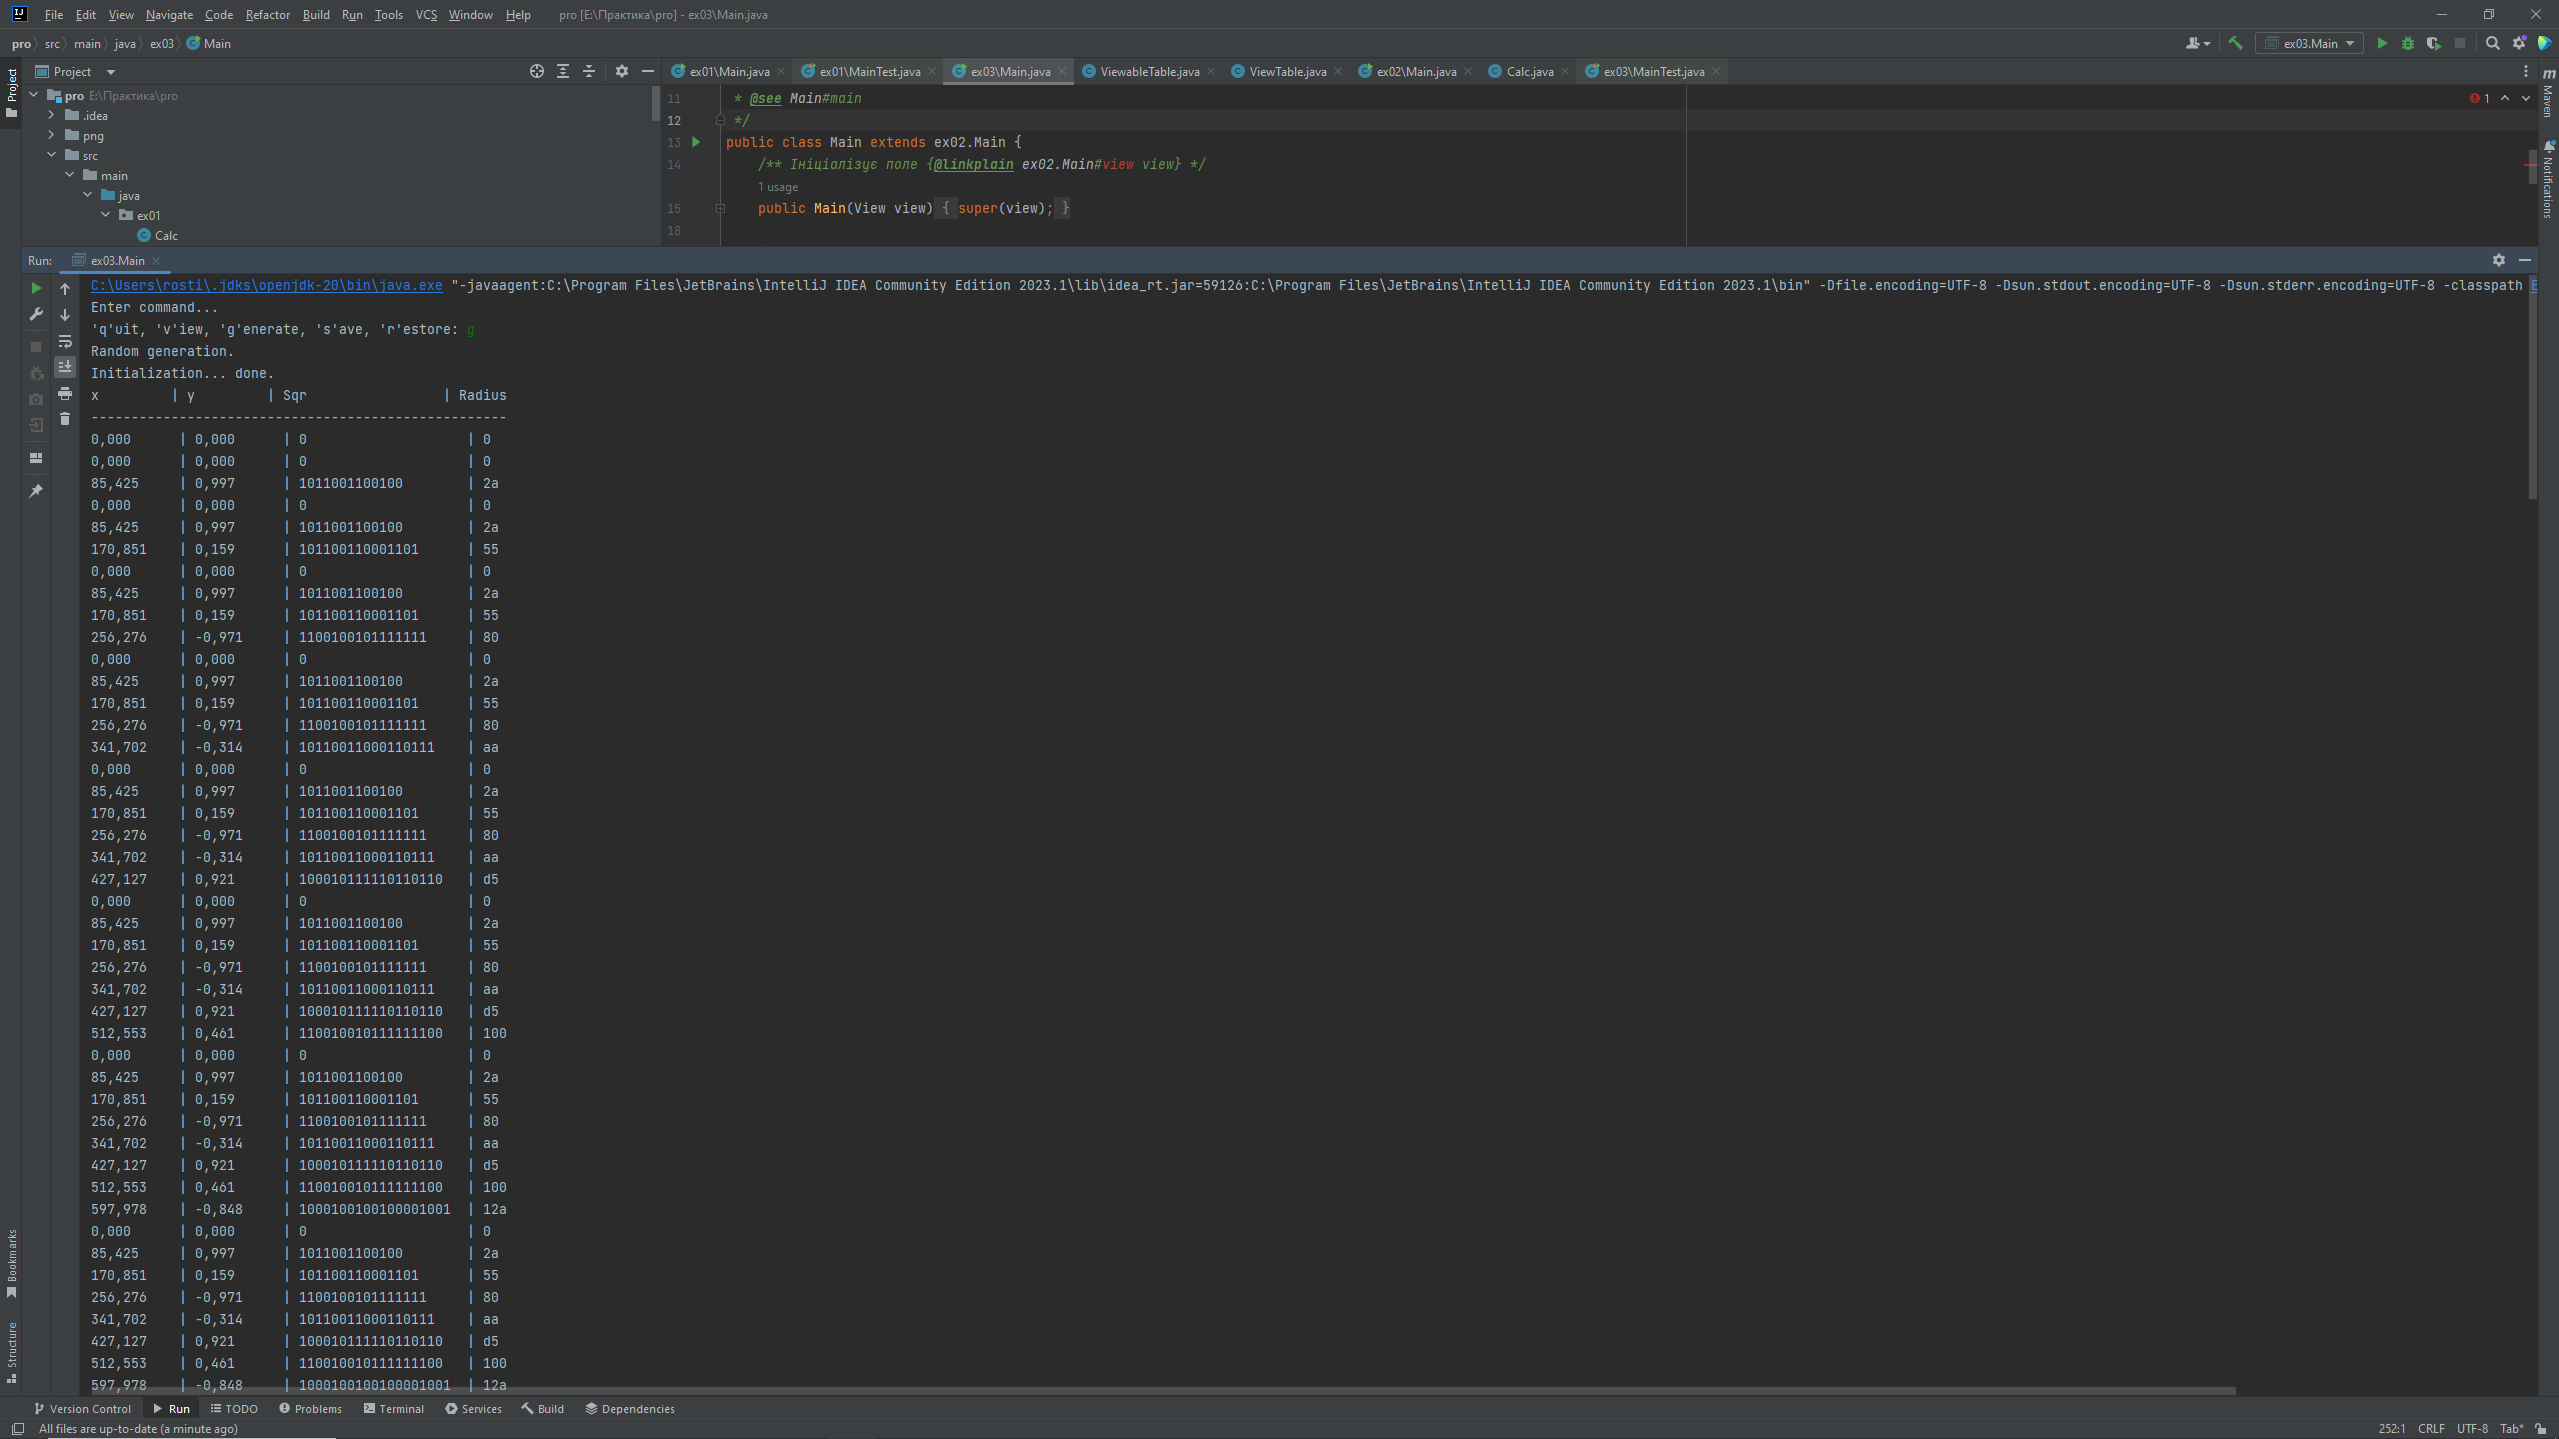 File Edit View Navigate Code Refactor Build Run Tools VCS Window Help pro [E:\Практика\pro] - ex03\Main.java
pro src main java ex03 Main ex03.Main
Project
ex01\Main.java ex01\MainTest.java ex03\Main.java ViewableTable.java ViewTable.java ex02\Main.java Calc.java ex03\MainTest.java
Project
pro E:\Практика\pro
.idea
png
src
main
java
ex01
Calc
11 * @see Main#main
12 */
13 public class Main extends ex02.Main {
14 /** Ініціалізує поле {@linkplain ex02.Main#view view} */
1 usage
15 public Main(View view) { super(view); }
18
1
Maven
Notifications
Run: ex03.Main
C:\Users\rosti\.jdks\openjdk-20\bin\java.exe "-javaagent:C:\Program Files\JetBrains\IntelliJ IDEA Community Edition 2023.1\lib\idea_rt.jar=59126:C:\Program Files\JetBrains\IntelliJ IDEA Community Edition 2023.1\bin" -Dfile.encoding=UTF-8 -Dsun.stdout.encoding=UTF-8 -Dsun.stderr.encoding=UTF-8 -classpath E
Enter command...
'q'uit, 'v'iew, 'g'enerate, 's'ave, 'r'estore: g
Random generation.
Initialization... done.
x | y | Sqr | Radius
----------------------------------------------------
0,000 | 0,000 | 0 | 0
0,000 | 0,000 | 0 | 0
85,425 | 0,997 | 1011001100100 | 2a
0,000 | 0,000 | 0 | 0
85,425 | 0,997 | 1011001100100 | 2a
170,851 | 0,159 | 101100110001101 | 55
0,000 | 0,000 | 0 | 0
85,425 | 0,997 | 1011001100100 | 2a
170,851 | 0,159 | 101100110001101 | 55
256,276 | -0,971 | 1100100101111111 | 80
0,000 | 0,000 | 0 | 0
85,425 | 0,997 | 1011001100100 | 2a
170,851 | 0,159 | 101100110001101 | 55
256,276 | -0,971 | 1100100101111111 | 80
341,702 | -0,314 | 10110011000110111 | aa
0,000 | 0,000 | 0 | 0
85,425 | 0,997 | 1011001100100 | 2a
170,851 | 0,159 | 101100110001101 | 55
256,276 | -0,971 | 1100100101111111 | 80
341,702 | -0,314 | 10110011000110111 | aa
427,127 | 0,921 | 100010111110110110 | d5
0,000 | 0,000 | 0 | 0
85,425 | 0,997 | 1011001100100 | 2a
170,851 | 0,159 | 101100110001101 | 55
256,276 | -0,971 | 1100100101111111 | 80
341,702 | -0,314 | 10110011000110111 | aa
427,127 | 0,921 | 100010111110110110 | d5
512,553 | 0,461 | 110010010111111100 | 100
0,000 | 0,000 | 0 | 0
85,425 | 0,997 | 1011001100100 | 2a
170,851 | 0,159 | 101100110001101 | 55
256,276 | -0,971 | 1100100101111111 | 80
341,702 | -0,314 | 10110011000110111 | aa
427,127 | 0,921 | 100010111110110110 | d5
512,553 | 0,461 | 110010010111111100 | 100
597,978 | -0,848 | 1000100100100001001 | 12a
0,000 | 0,000 | 0 | 0
85,425 | 0,997 | 1011001100100 | 2a
170,851 | 0,159 | 101100110001101 | 55
256,276 | -0,971 | 1100100101111111 | 80
341,702 | -0,314 | 10110011000110111 | aa
427,127 | 0,921 | 100010111110110110 | d5
512,553 | 0,461 | 110010010111111100 | 100
597,978 | -0,848 | 1000100100100001001 | 12a
Bookmarks
Structure
Version Control Run TODO Problems Terminal Services Build Dependencies
All files are up-to-date (a minute ago) 252:1 CRLF UTF-8 Tab*